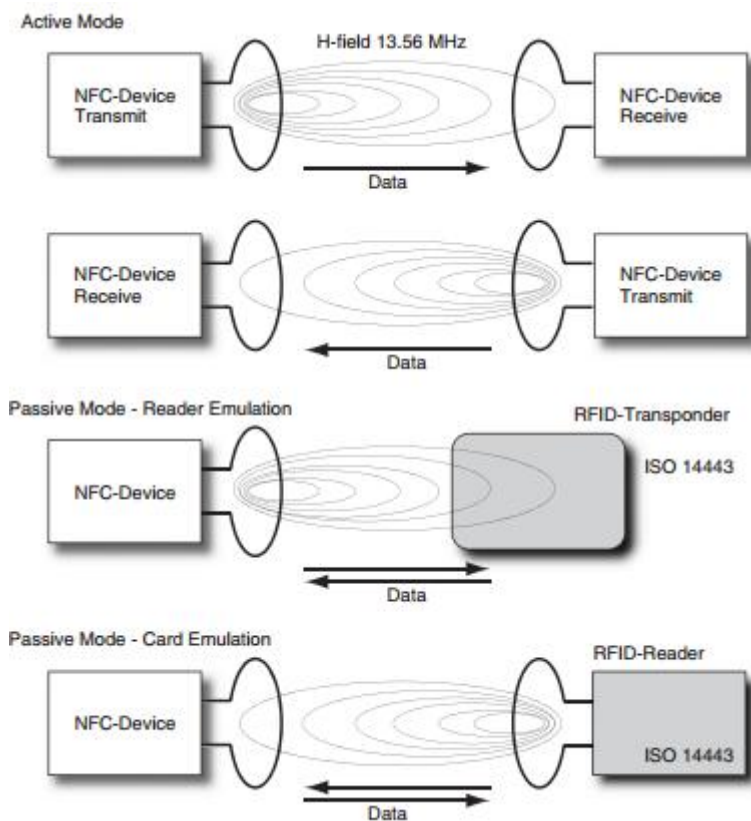 Active Mode
H-field 13.56 MHz
NFC-Device
Transmit
NFC-Device
Receive
Data
NFC-Device
Receive
NFC-Device
Transmit
Data
Passive Mode - Reader Emulation
RFID-Transponder
ISO 14443
NFC-Device
Data
Passive Mode - Card Emulation
RFID-Reader
NFC-Device
ISO 14443
Data